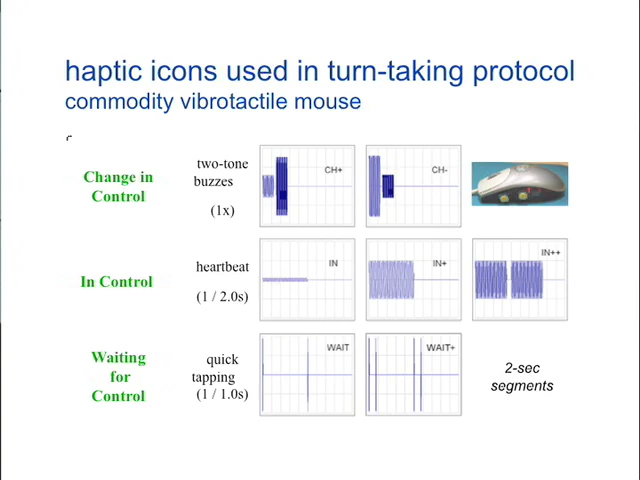 haptic icons used in turn-taking protocol
commodity vibrotactile mouse
Change in
Control
two-tone
buzzes
(1x)
CH+
CH-
In Control
heartbeat
(1 / 2.0s)
IN
IN+
IN++
Waiting
for
Control
quick
tapping
(1 / 1.0s)
WAIT
WAIT+
2-sec
segments